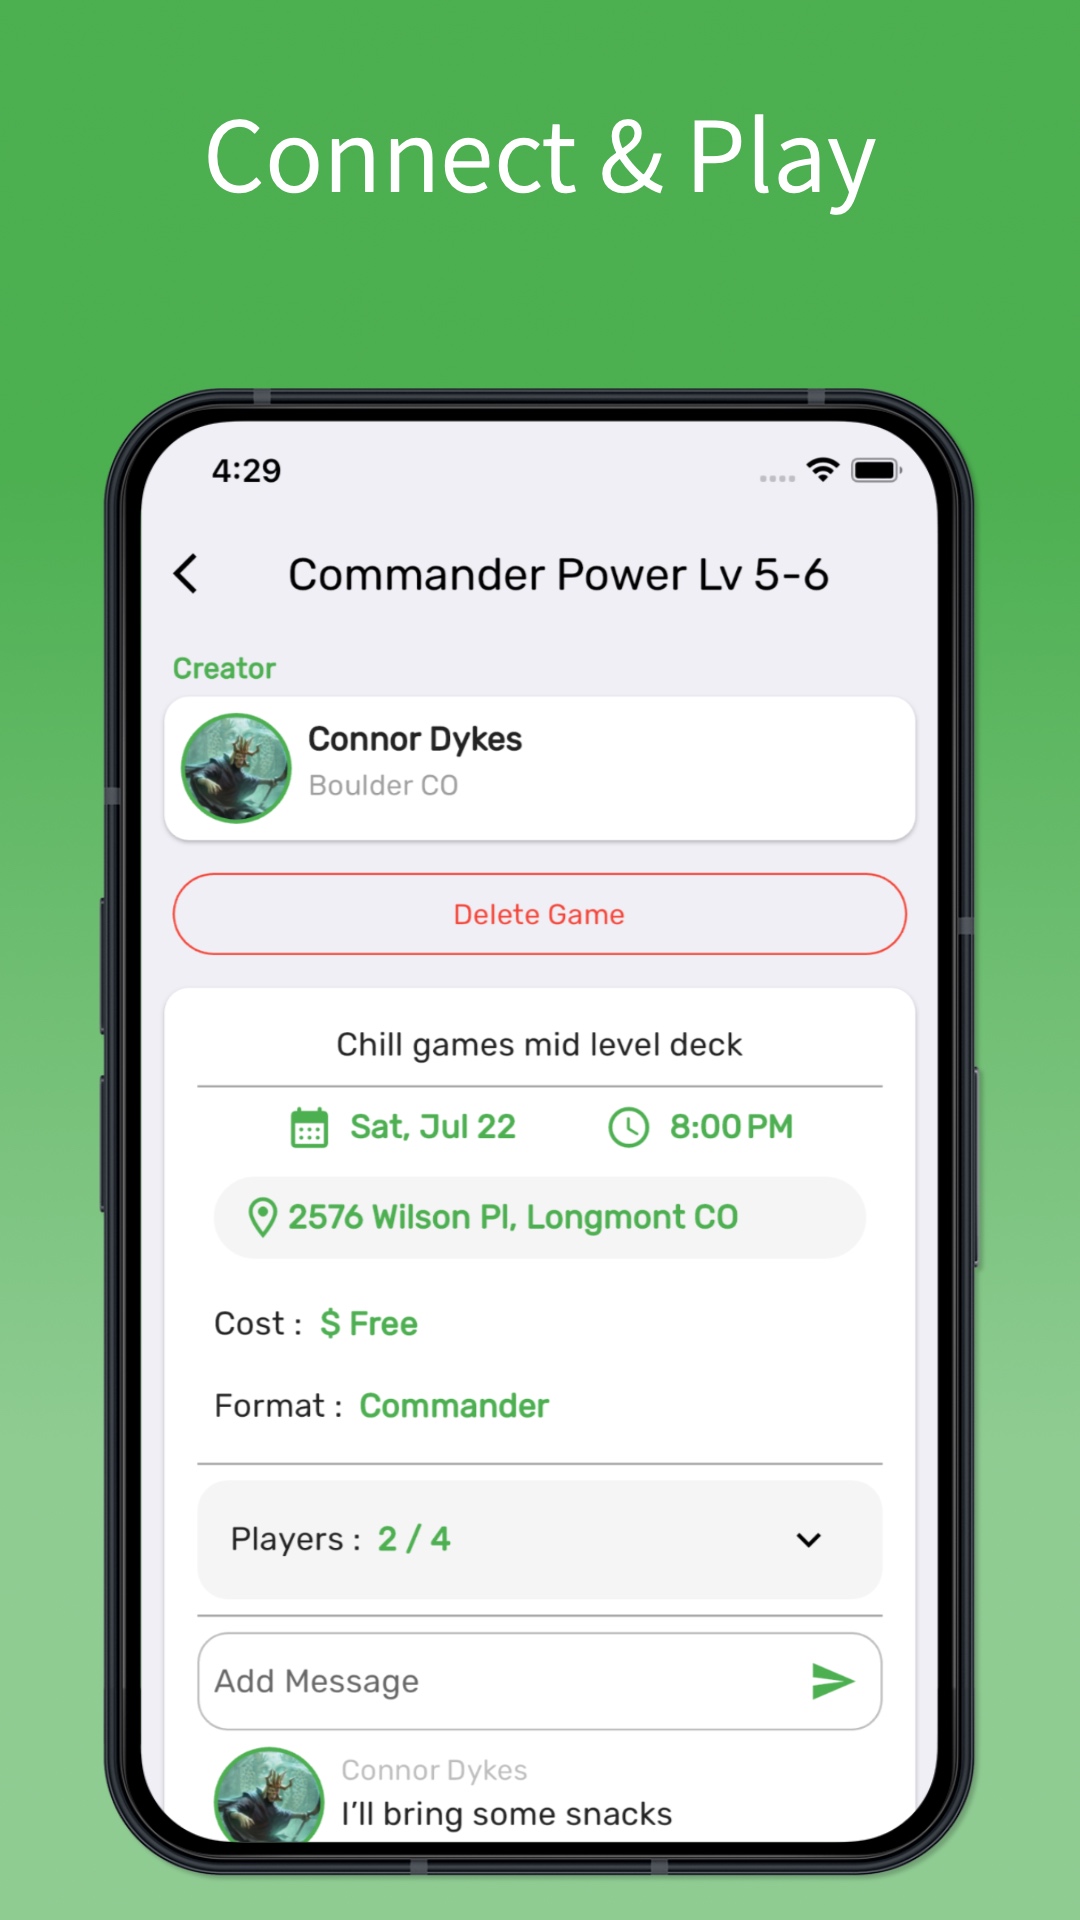 Connect & Play
4:29
Commander Power Lv 5-6
Creator
Connor Dykes
Boulder CO
Delete Game
Chill games mid level deck
Sat, Jul 22 8:00 PM
2576 Wilson Pl, Longmont CO
Cost : $ Free
Format : Commander
Players : 2 / 4
Add Message
Connor Dykes
I'll bring some snacks